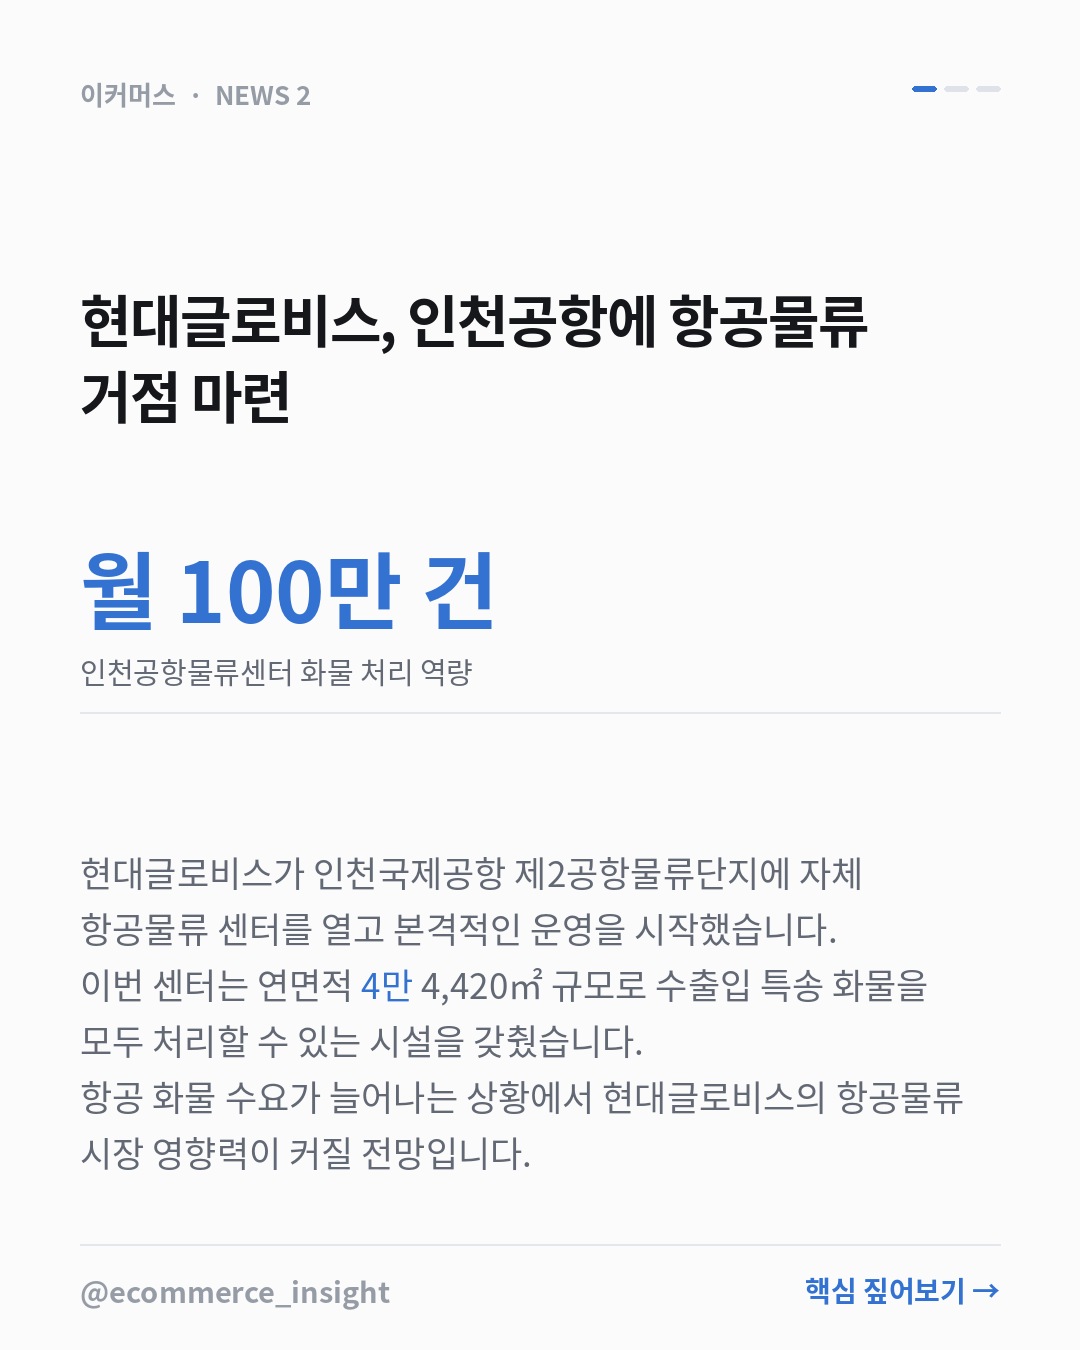 이커머스 · NEWS 2
현대글로비스, 인천공항에 항공물류
거점 마련
월 100만 건
인천공항물류센터 화물 처리 역량
현대글로비스가 인천국제공항 제2공항물류단지에 자체
항공물류 센터를 열고 본격적인 운영을 시작했습니다.
이번 센터는 연면적 4만 4,420㎡ 규모로 수출입 특송 화물을
모두 처리할 수 있는 시설을 갖췄습니다.
항공 화물 수요가 늘어나는 상황에서 현대글로비스의 항공물류
시장 영향력이 커질 전망입니다.
@ecommerce_insight
핵심 짚어보기 →